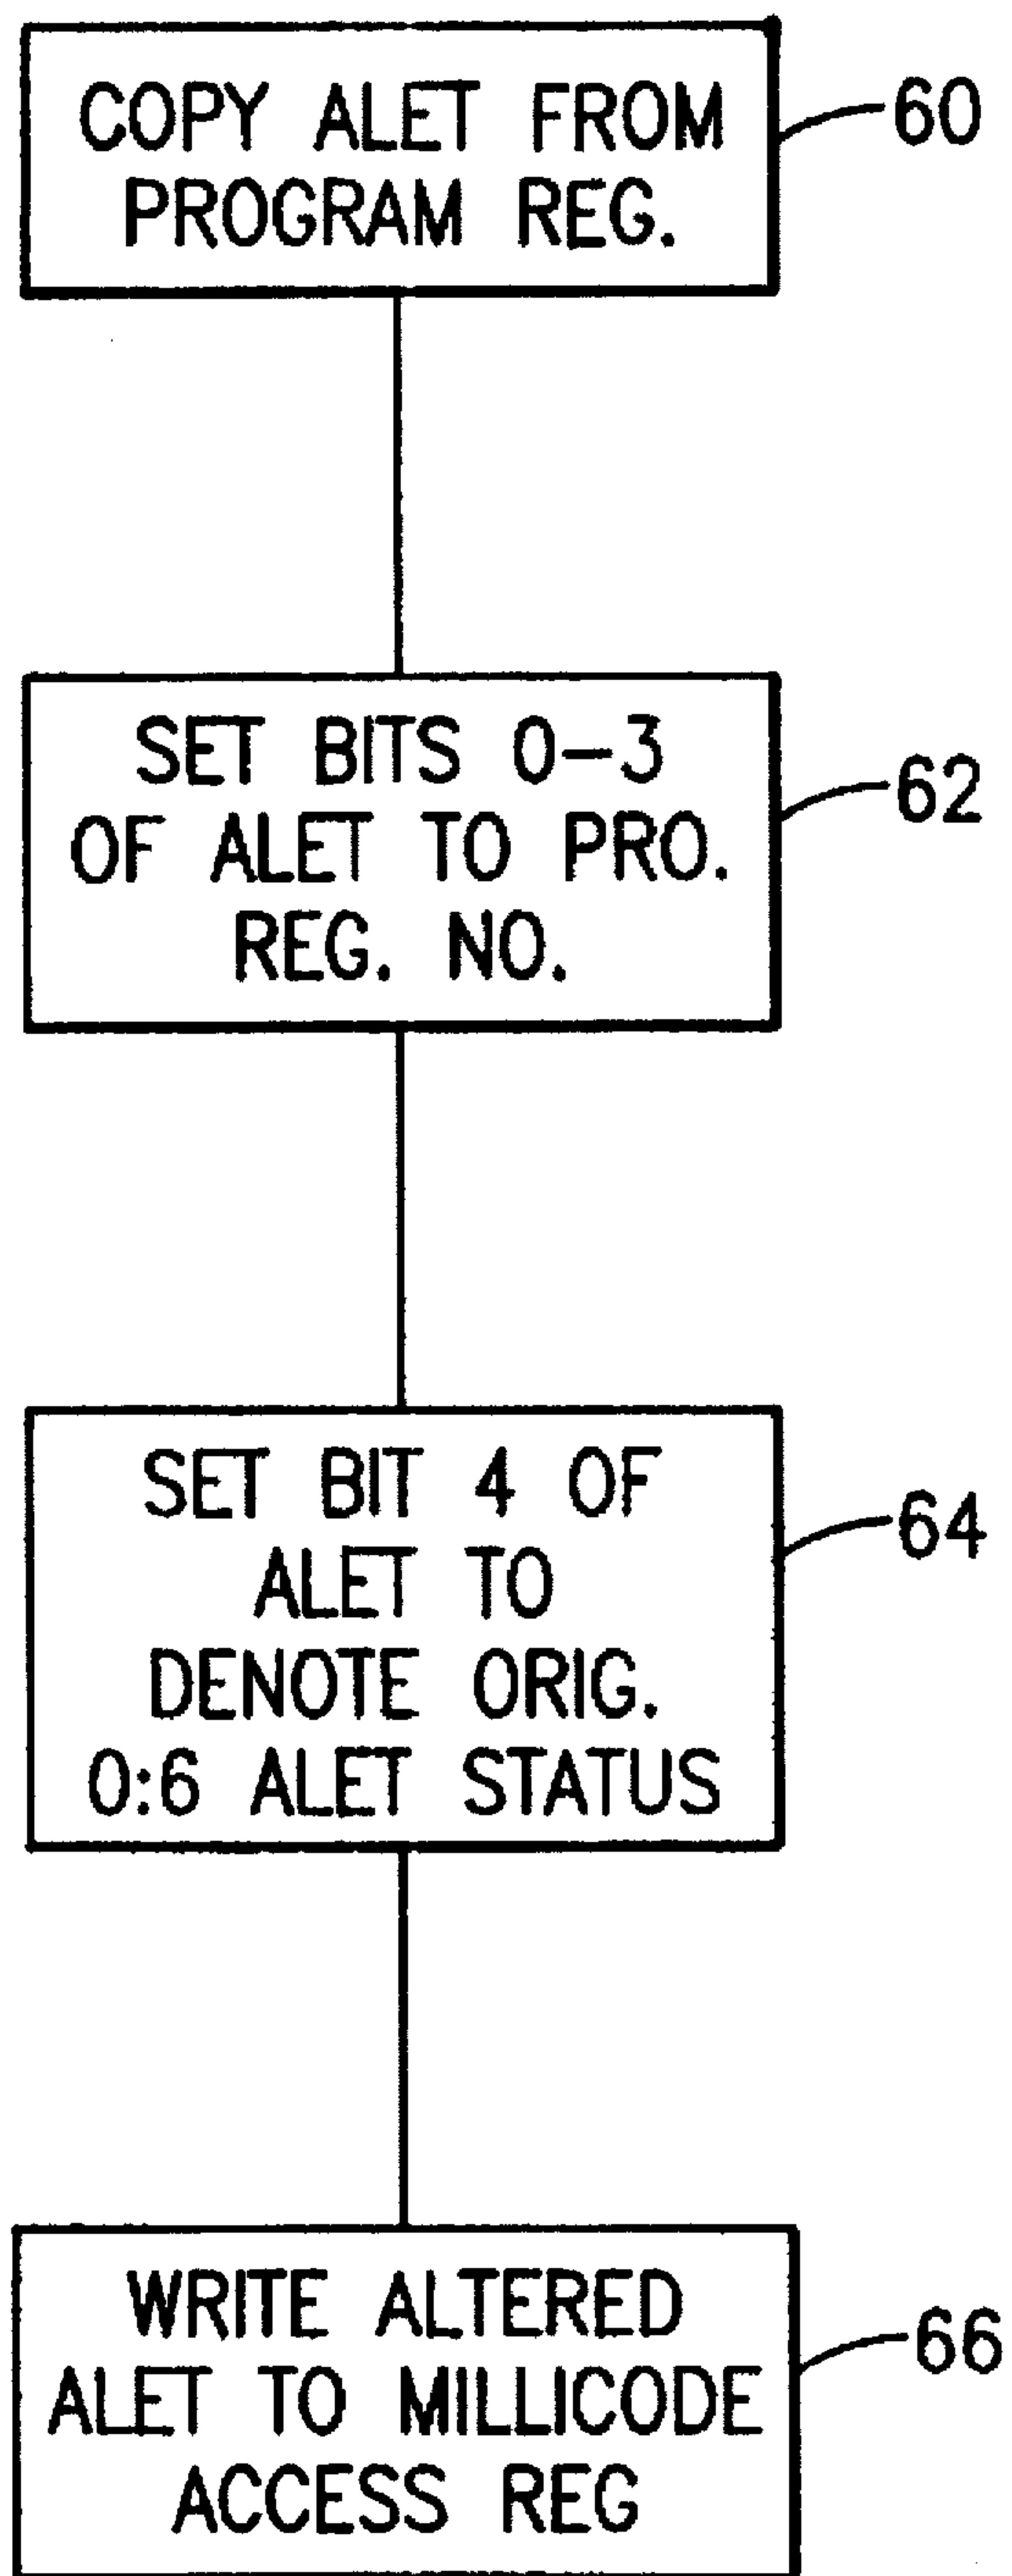 COPY ALET FROM
PROGRAM REG.
60
SET BITS 0-3
OF ALET TO PRO.
REG. NO.
62
SET BIT 4 OF
ALET TO
DENOTE ORIG.
0:6 ALET STATUS
64
WRITE ALTERED
ALET TO MILLICODE
ACCESS REG
66